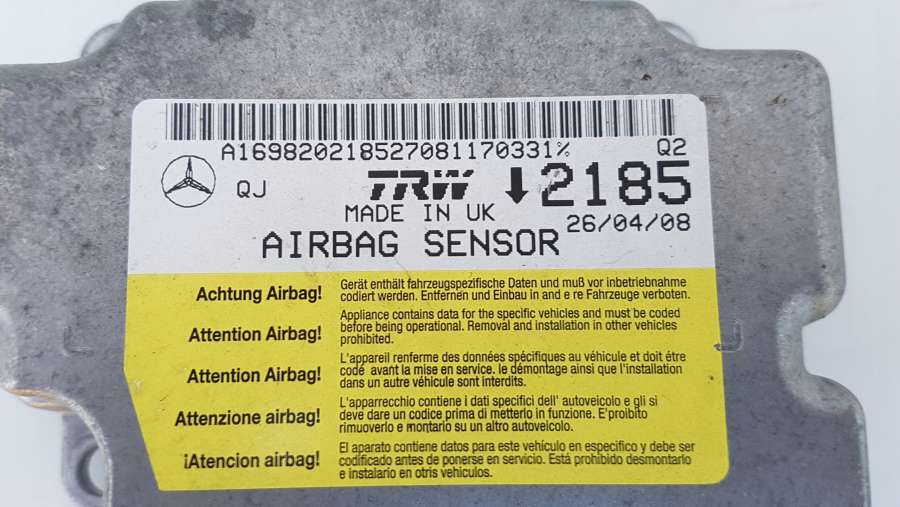 A169820218527081170331% Q2
QJ TRW 2185
MADE IN UK 26/04/08
AIRBAG SENSOR
Achtung Airbag! Gerät enthält fahrzeugspezifische Daten und muß vor inbetriebnahme
codiert werden. Entfernen und Einbau in and e re Fahrzeuge verboten.
Attention Airbag! Appliance contains data for the specific vehicles and must be coded
before being operational. Removal and installation in other vehicles
prohibited.
Attention Airbag! L'appareil renferme des données spécifiques au véhicule et doit être
codé avant la mise en service. le démontage ainsi que l'installation
dans un autre véhicule sont interdits.
Attenzione airbag! L'apparrecchio contiene i dati specifici dell' autoveicolo e gli si
deve dare un codice prima di metterlo in funzione. E'proibito
rimuoverlo e montarlo su un altro autoveicolo.
¡Atencion airbag! El aparato contiene datos para este vehículo en especifico y debe ser
codificado antes de ponerse en servicio. Está prohibido desmontarlo
e instalarlo en otris vehículos.